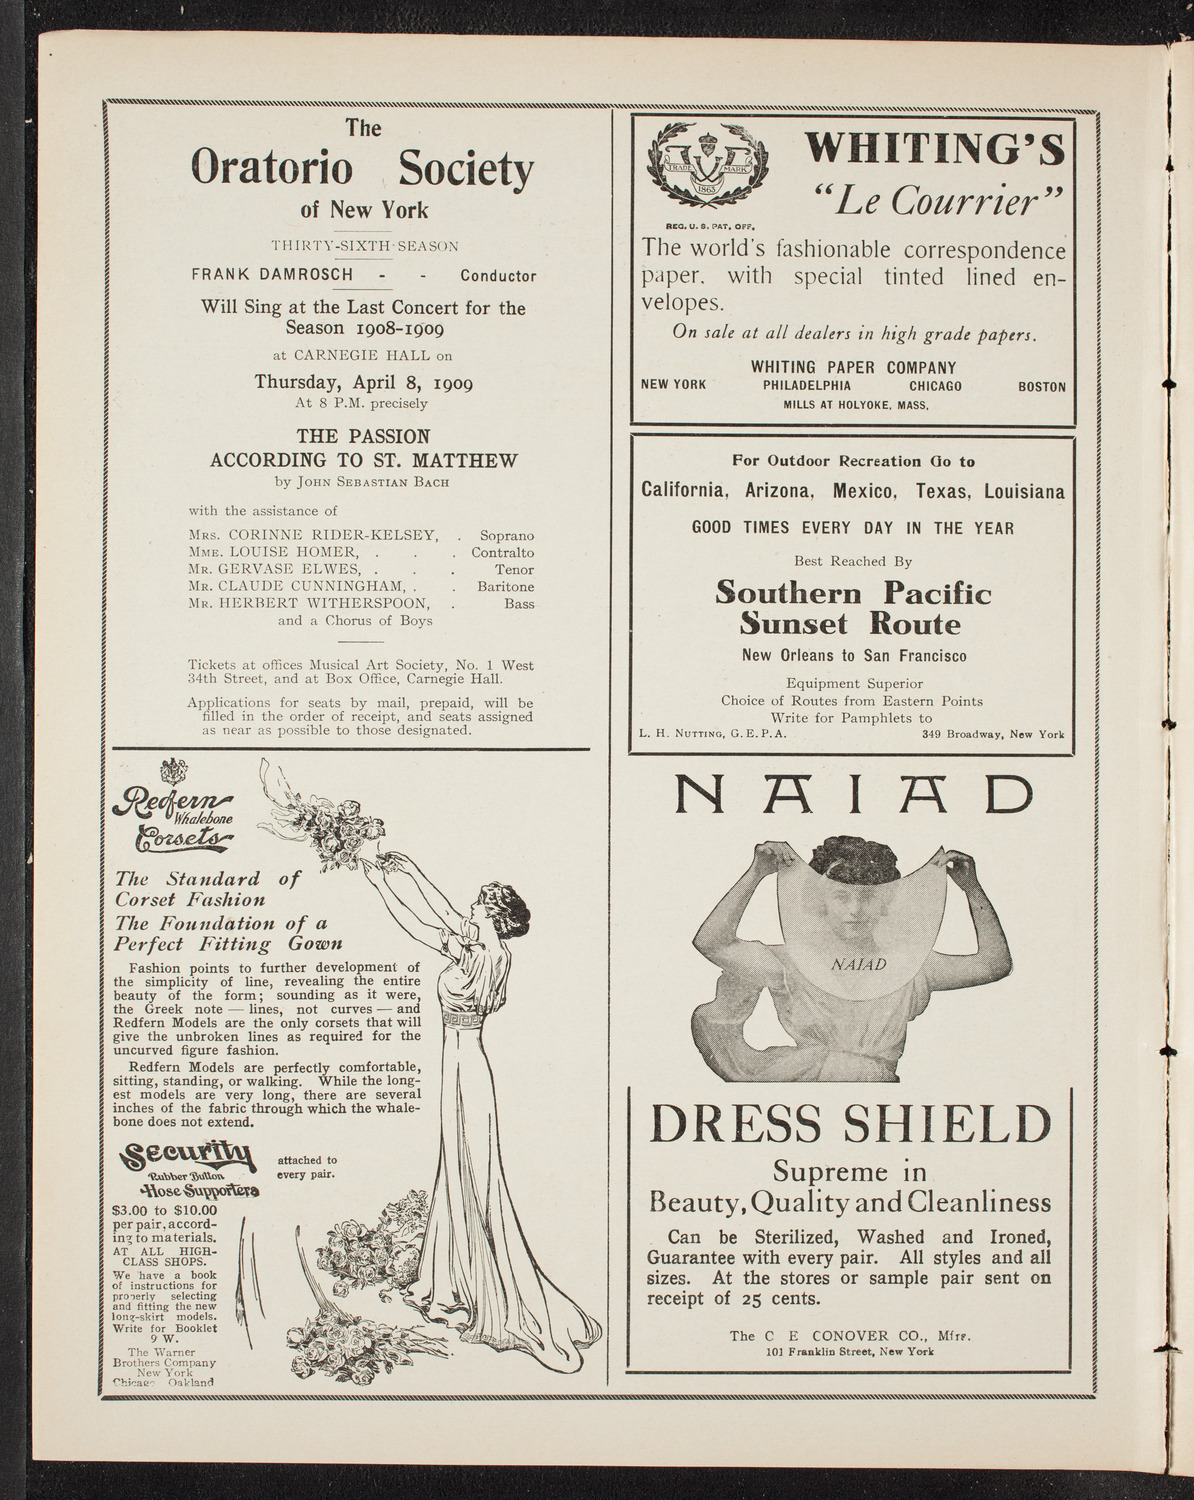 The
Oratorio Society
of New York
THIRTY-SIXTH SEASON
FRANK DAMROSCH - - Conductor
Will Sing at the Last Concert for the
Season 1908-1909
at CARNEGIE HALL on
Thursday, April 8, 1909
At 8 P.M. precisely
THE PASSION
ACCORDING TO ST. MATTHEW
by JOHN SEBASTIAN BACH
with the assistance of
MRS. CORINNE RIDER-KELSEY, . Soprano
MME. LOUISE HOMER, . . . Contralto
MR. GERVASE ELWES, . . . Tenor
MR. CLAUDE CUNNINGHAM, . . Baritone
MR. HERBERT WITHERSPOON, . Bass
and a Chorus of Boys
Tickets at offices Musical Art Society, No. 1 West
34th Street, and at Box Office, Carnegie Hall.
Applications for seats by mail, prepaid, will be
filled in the order of receipt, and seats assigned
as near as possible to those designated.
Redfern
Whalebone
Corsets
The Standard of
Corset Fashion
The Foundation of a
Perfect Fitting Gown
Fashion points to further development of
the simplicity of line, revealing the entire
beauty of the form; sounding as it were,
the Greek note — lines, not curves — and
Redfern Models are the only corsets that will
give the unbroken lines as required for the
uncurved figure fashion.
Redfern Models are perfectly comfortable,
sitting, standing, or walking. While the long-
est models are very long, there are several
inches of the fabric through which the whale-
bone does not extend.
Security
Rubber Button
Hose Supporters
attached to
every pair.
$3.00 to $10.00
per pair, accord-
ing to materials.
AT ALL HIGH-
CLASS SHOPS.
We have a book
of instructions for
properly selecting
and fitting the new
long-skirt models.
Write for Booklet
9 W.
The Warner
Brothers Company
New York
Chicago Oakland
TRADE MARK
1865
REG. U. S. PAT. OFF.
WHITING'S
"Le Courrier"
The world's fashionable correspondence
paper. with special tinted lined en-
velopes.
On sale at all dealers in high grade papers.
WHITING PAPER COMPANY
NEW YORK PHILADELPHIA CHICAGO BOSTON
MILLS AT HOLYOKE, MASS,
For Outdoor Recreation Go to
California, Arizona, Mexico, Texas, Louisiana
GOOD TIMES EVERY DAY IN THE YEAR
Best Reached By
Southern Pacific
Sunset Route
New Orleans to San Francisco
Equipment Superior
Choice of Routes from Eastern Points
Write for Pamphlets to
L. H. NUTTING, G. E. P. A. 349 Broadway, New York
NAIAD
NAIAD
DRESS SHIELD
Supreme in
Beauty, Quality and Cleanliness
Can be Sterilized, Washed and Ironed,
Guarantee with every pair. All styles and all
sizes. At the stores or sample pair sent on
receipt of 25 cents.
The C E CONOVER CO., Mfrs.
101 Franklin Street, New York